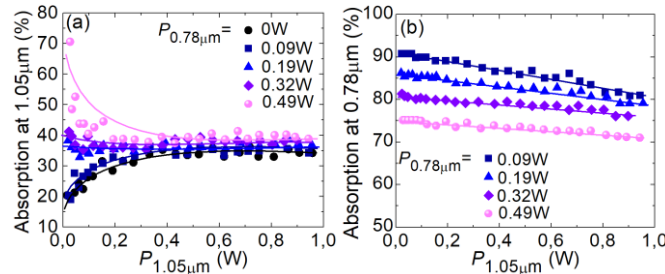 (a)
P0.78μm=
0W
0.09W
0.19W
0.32W
0.49W
Absorption at 1.05μm (%)
80
70
60
50
40
30
20
10
0,0 0,2 0,4 0,6 0,8 1,0
P1.05μm (W)
(b)
Absorption at 0.78μm (%)
100
90
80
70
60
50
P0.78μm=
0.09W
0.19W
0.32W
0.49W
0,0 0,2 0,4 0,6 0,8 1,0
P1.05μm (W)